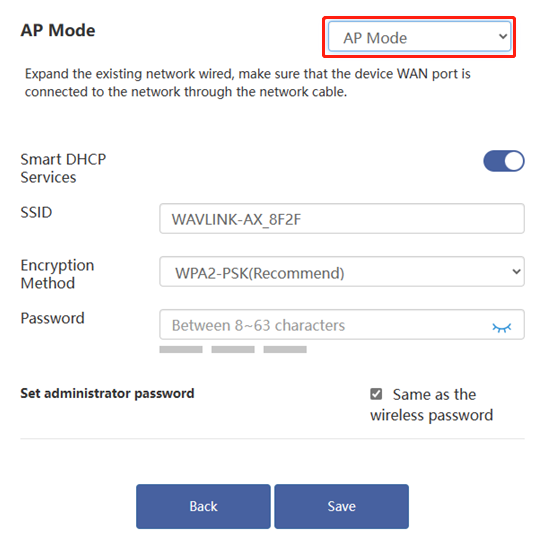 AP Mode
AP Mode
Expand the existing network wired, make sure that the device WAN port is
connected to the network through the network cable.
Smart DHCP
Services
SSID
WAVLINK-AX_8F2F
Encryption
Method
WPA2-PSK(Recommend)
Password
Between 8~63 characters
Set administrator password
Same as the
wireless password
Back
Save